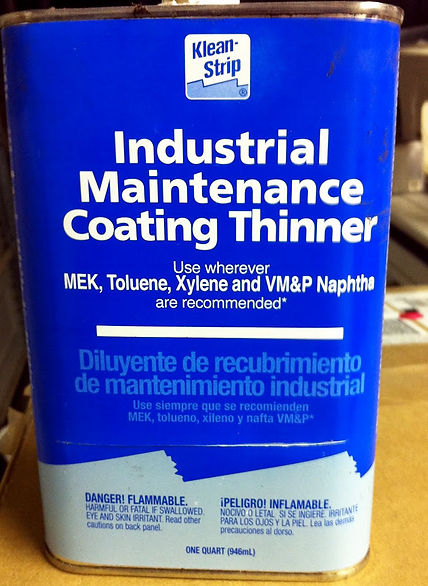 Klean-
Strip
®
Industrial
Maintenance
Coating Thinner
Use wherever
MEK, Toluene, Xylene and VM&P Naphtha
are recommended*
Diluyente de recubrimiento
de mantenimiento industrial
Use siempre que se recomienden
MEK, tolueno, xileno y nafta VM&P*
DANGER! FLAMMABLE.
HARMFUL OR FATAL IF SWALLOWED.
EYE AND SKIN IRRITANT. Read other
cautions on back panel.
¡PELIGRO! INFLAMABLE.
NOCIVO O LETAL SI SE INGIERE. IRRITANTE
PARA LOS OJOS Y LA PIEL. Lea las demás
precauciones al dorso.
ONE QUART (946mL)